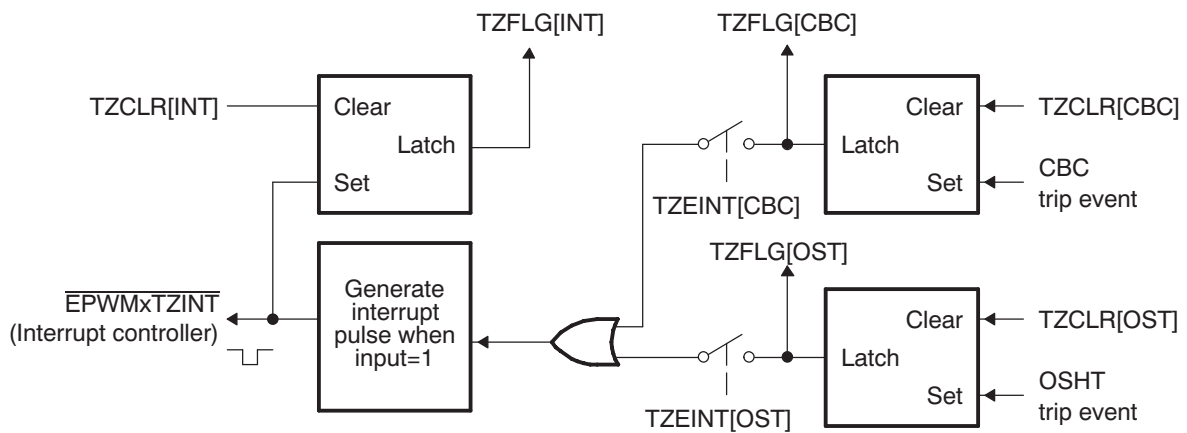 TZFLG[INT]
TZFLG[CBC]
TZCLR[INT]
Clear
Latch
Set
Clear
TZCLR[CBC]
Latch
Set
CBC
trip event
TZEINT[CBC]
TZFLG[OST]
EPWMxTZINT
(Interrupt controller)
Generate
interrupt
pulse when
input=1
Clear
TZCLR[OST]
Latch
Set
OSHT
trip event
TZEINT[OST]